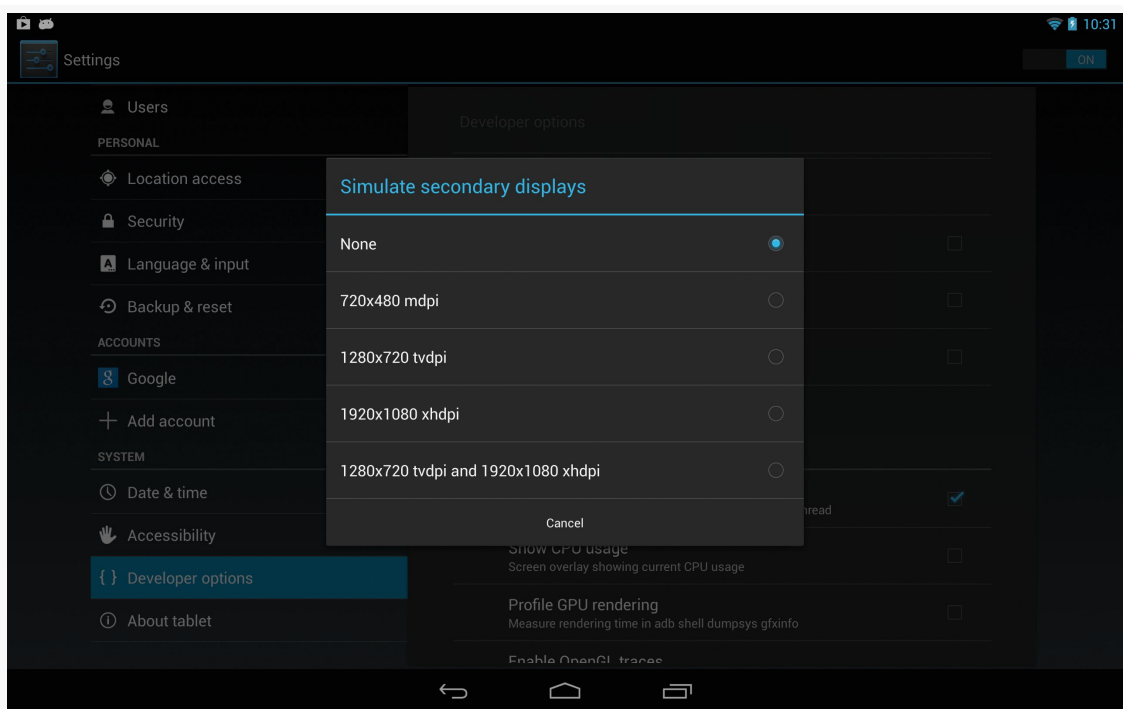 10:31
Settings
ON
Users
PERSONAL
Location access
Security
Language & input
Backup & reset
ACCOUNTS
Google
Add account
SYSTEM
Date & time
Accessibility
{ } Developer options
About tablet
Developer options
Simulate secondary displays
None
720x480 mdpi
1280x720 tvdpi
1920x1080 xhdpi
1280x720 tvdpi and 1920x1080 xhdpi
Cancel
Show CPU usage
Screen overlay showing current CPU usage
Profile GPU rendering
Measure rendering time in adb shell dumpsys gfxinfo
Enable OpenGL traces